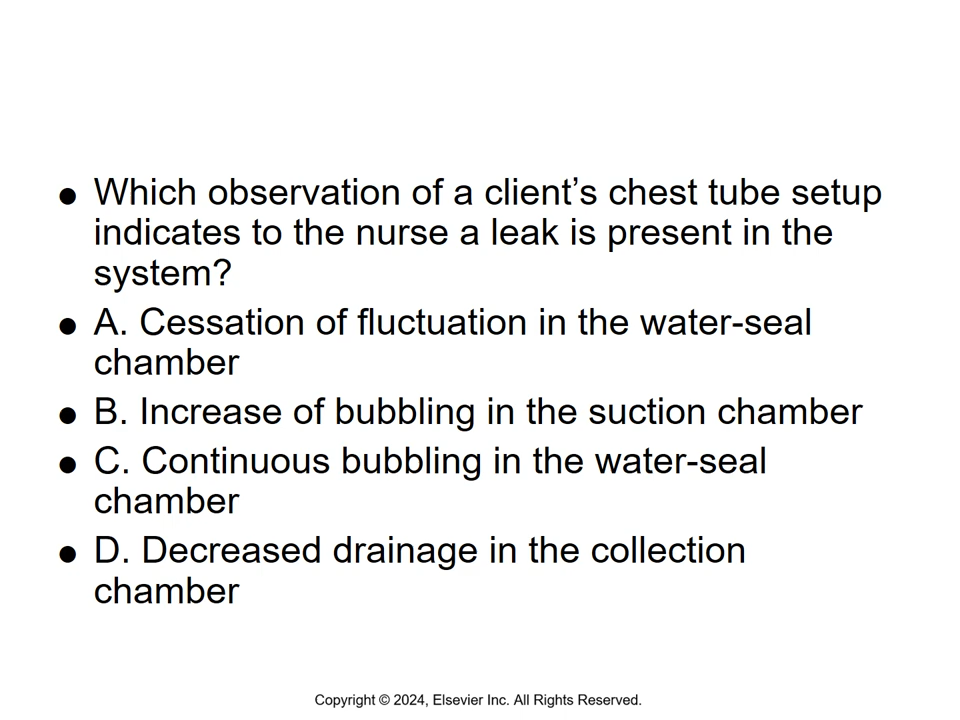 ● Which observation of a client’s chest tube setup
indicates to the nurse a leak is present in the
system?
● A. Cessation of fluctuation in the water-seal
chamber
● B. Increase of bubbling in the suction chamber
● C. Continuous bubbling in the water-seal
chamber
● D. Decreased drainage in the collection
chamber
Copyright © 2024, Elsevier Inc. All Rights Reserved.